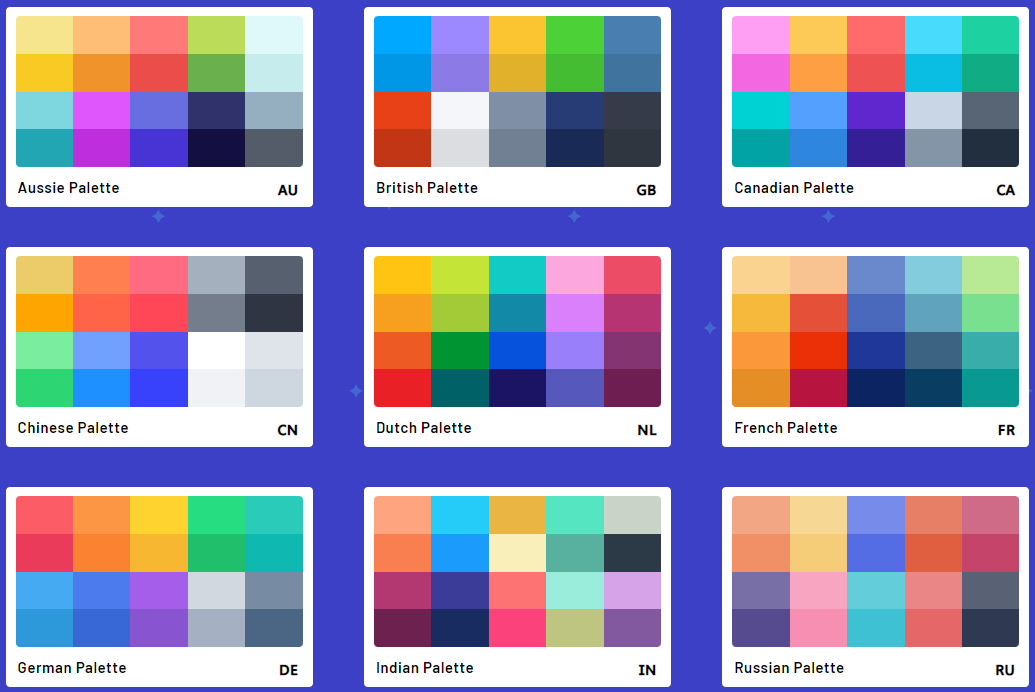 Aussie Palette AU
British Palette GB
Canadian Palette CA
Chinese Palette CN
Dutch Palette NL
French Palette FR
German Palette DE
Indian Palette IN
Russian Palette RU